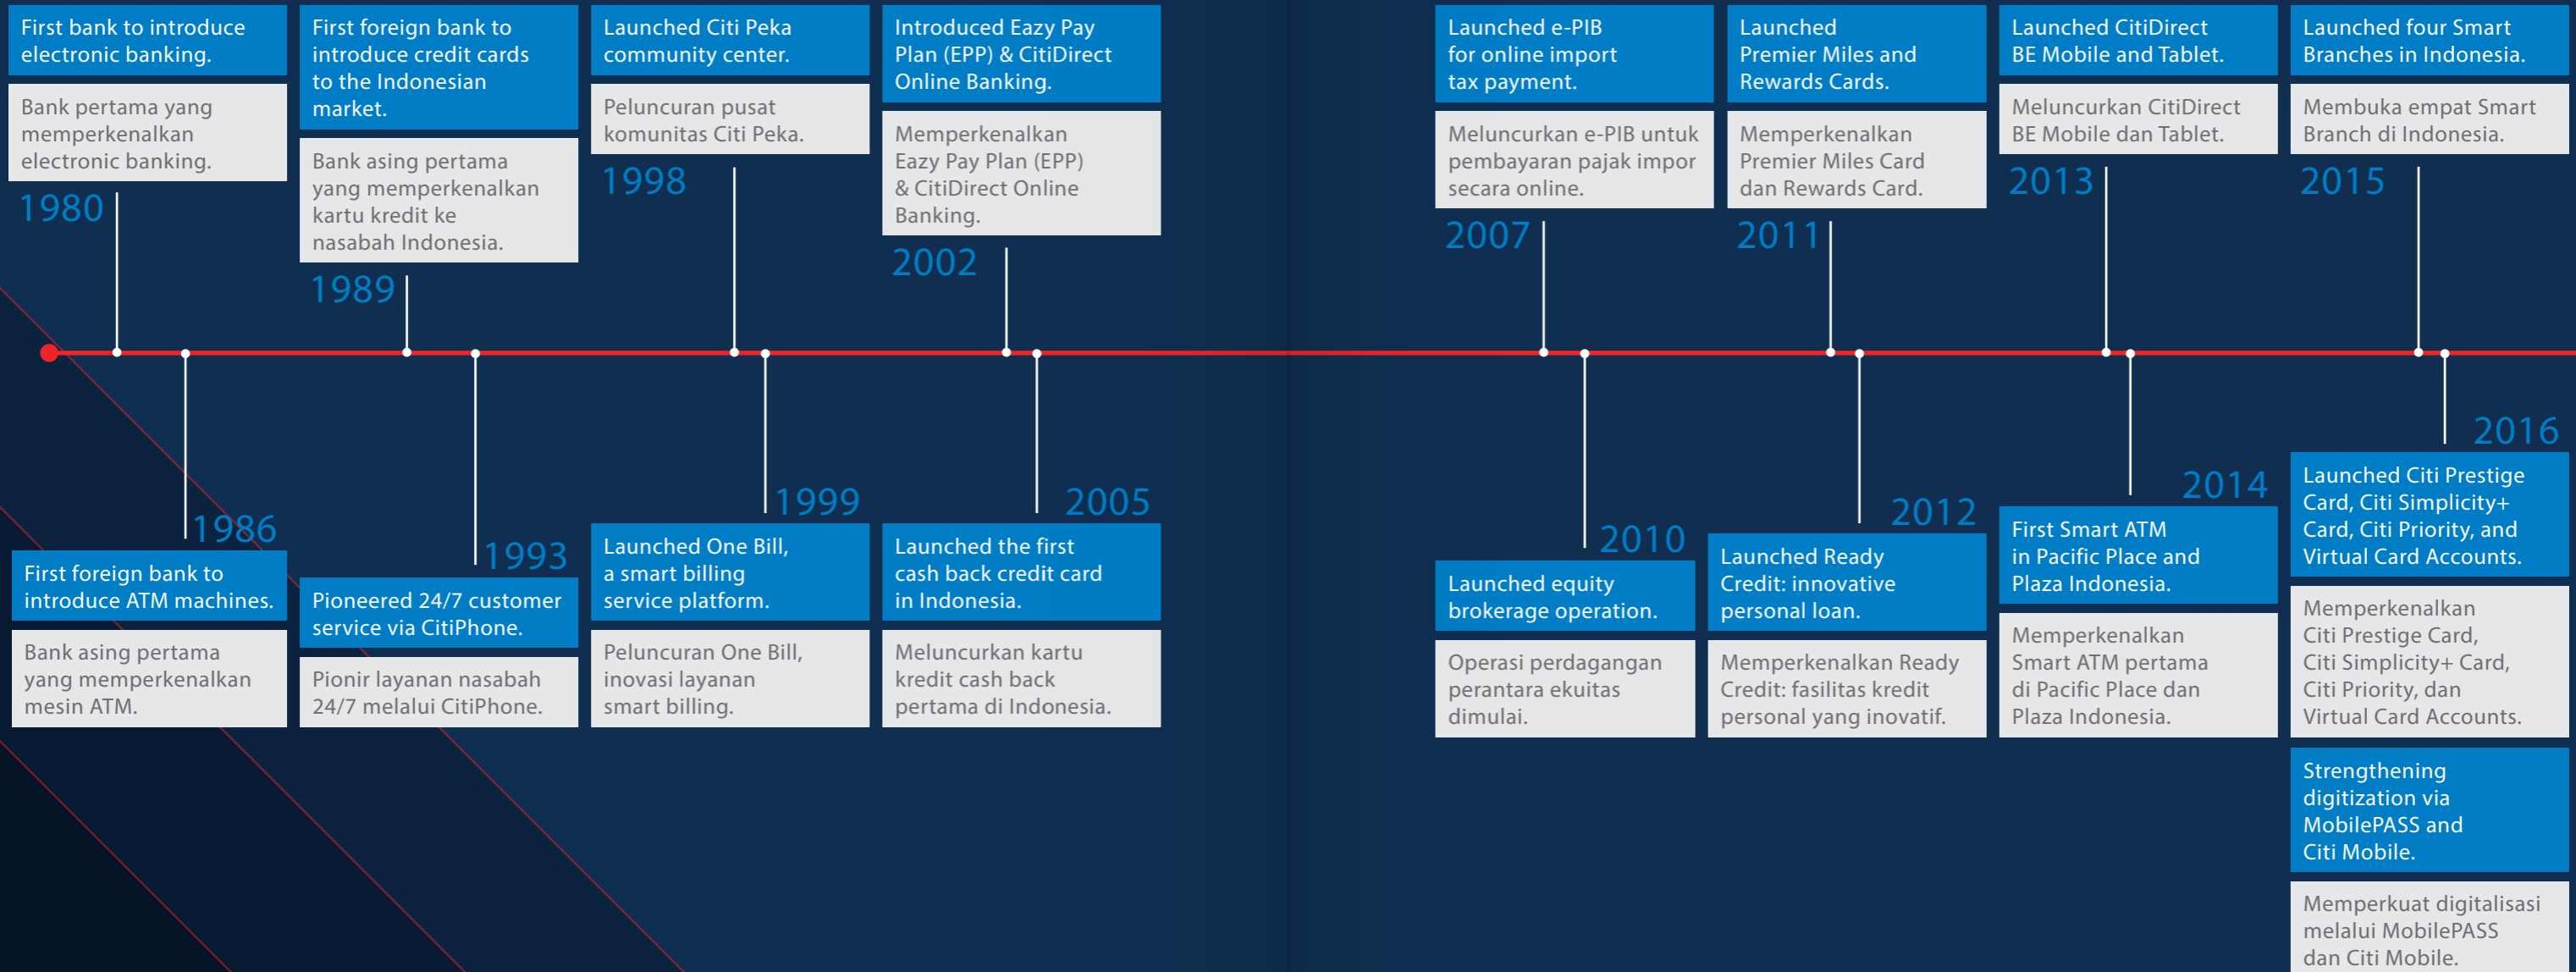 First bank to introduce
electronic banking.
Bank pertama yang
memperkenalkan
electronic banking.
1980
First foreign bank to
introduce credit cards
to the Indonesian
market.
Bank asing pertama
yang memperkenalkan
kartu kredit ke
nasabah Indonesia.
1989
Launched Citi Peka
community center.
Peluncuran pusat
komunitas Citi Peka.
1998
Introduced Eazy Pay
Plan (EPP) & CitiDirect
Online Banking.
Memperkenalkan
Eazy Pay Plan (EPP)
& CitiDirect Online
Banking.
2002
Launched e-PIB
for online import
tax payment.
Meluncurkan e-PIB untuk
pembayaran pajak impor
secara online.
2007
Launched
Premier Miles and
Rewards Cards.
Memperkenalkan
Premier Miles Card
dan Rewards Card.
2011
Launched CitiDirect
BE Mobile and Tablet.
Meluncurkan CitiDirect
BE Mobile dan Tablet.
2013
Launched four Smart
Branches in Indonesia.
Membuka empat Smart
Branch di Indonesia.
2015
1986
First foreign bank to
introduce ATM machines.
Bank asing pertama
yang memperkenalkan
mesin ATM.
1993
Pioneered 24/7 customer
service via CitiPhone.
Pionir layanan nasabah
24/7 melalui CitiPhone.
1999
Launched One Bill,
a smart billing
service platform.
Peluncuran One Bill,
inovasi layanan
smart billing.
2005
Launched the first
cash back credit card
in Indonesia.
Meluncurkan kartu
kredit cash back
pertama di Indonesia.
2010
Launched equity
brokerage operation.
Operasi perdagangan
perantara ekuitas
dimulai.
2012
Launched Ready
Credit: innovative
personal loan.
Memperkenalkan Ready
Credit: fasilitas kredit
personal yang inovatif.
2014
First Smart ATM
in Pacific Place and
Plaza Indonesia.
Memperkenalkan
Smart ATM pertama
di Pacific Place dan
Plaza Indonesia.
2016
Launched Citi Prestige
Card, Citi Simplicity+
Card, Citi Priority, and
Virtual Card Accounts.
Memperkenalkan
Citi Prestige Card,
Citi Simplicity+ Card,
Citi Priority, dan
Virtual Card Accounts.
Strengthening
digitization via
MobilePASS and
Citi Mobile.
Memperkuat digitalisasi
melalui MobilePASS
dan Citi Mobile.